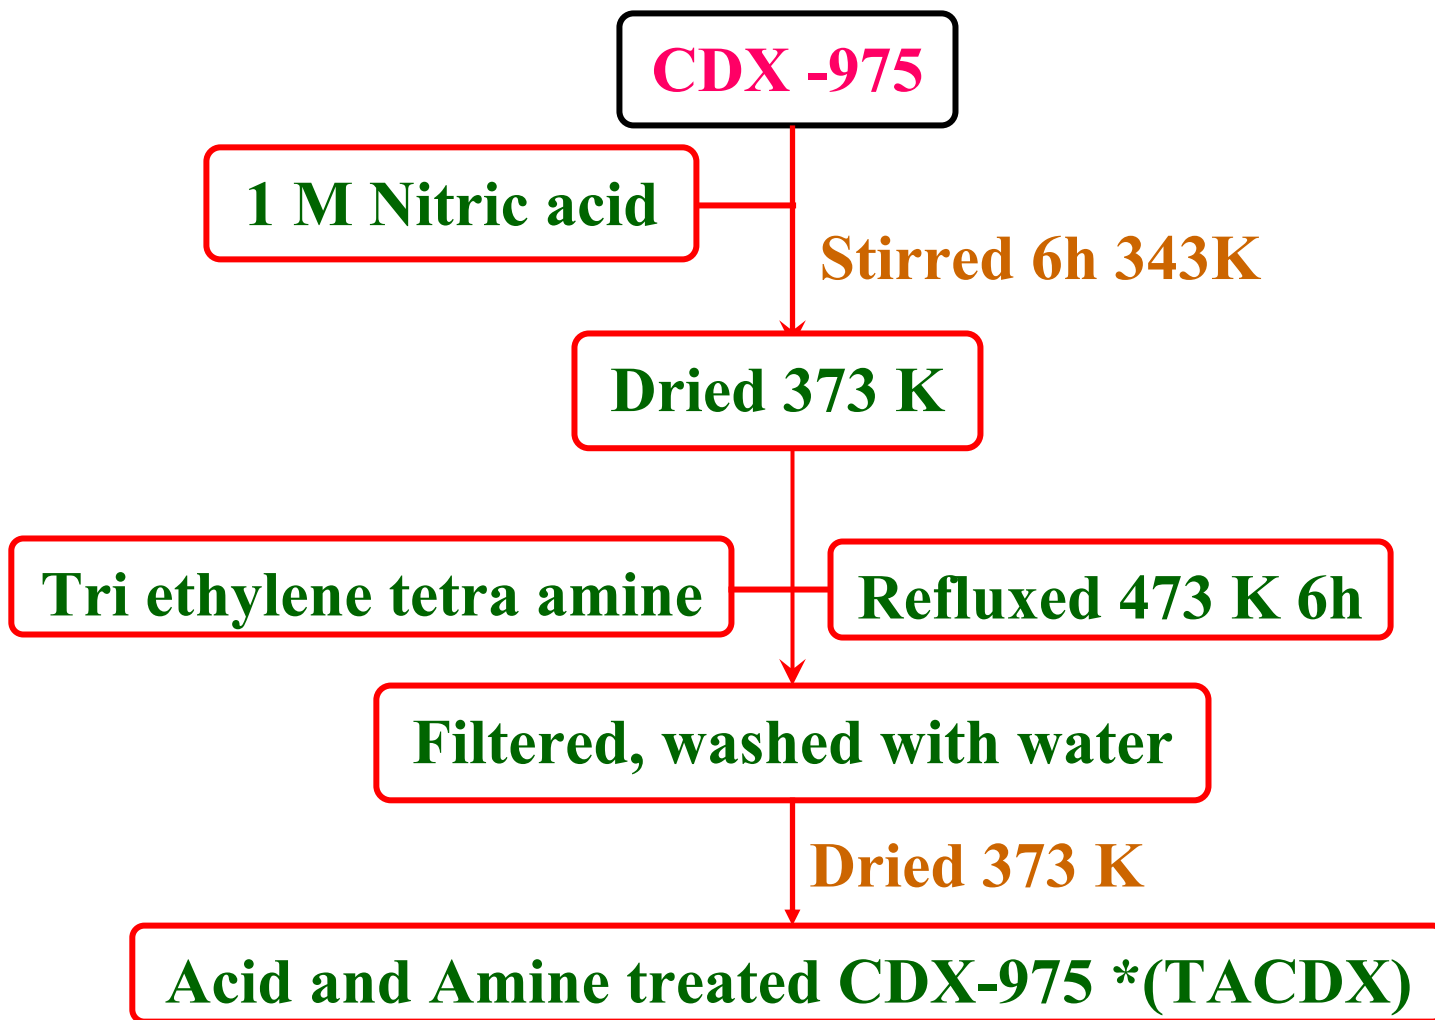 CDX -975
1 M Nitric acid
Stirred 6h 343K
Dried 373 K
Tri ethylene tetra amine
Refluxed 473 K 6h
Filtered, washed with water
Dried 373 K
Acid and Amine treated CDX-975 *(TACDX)